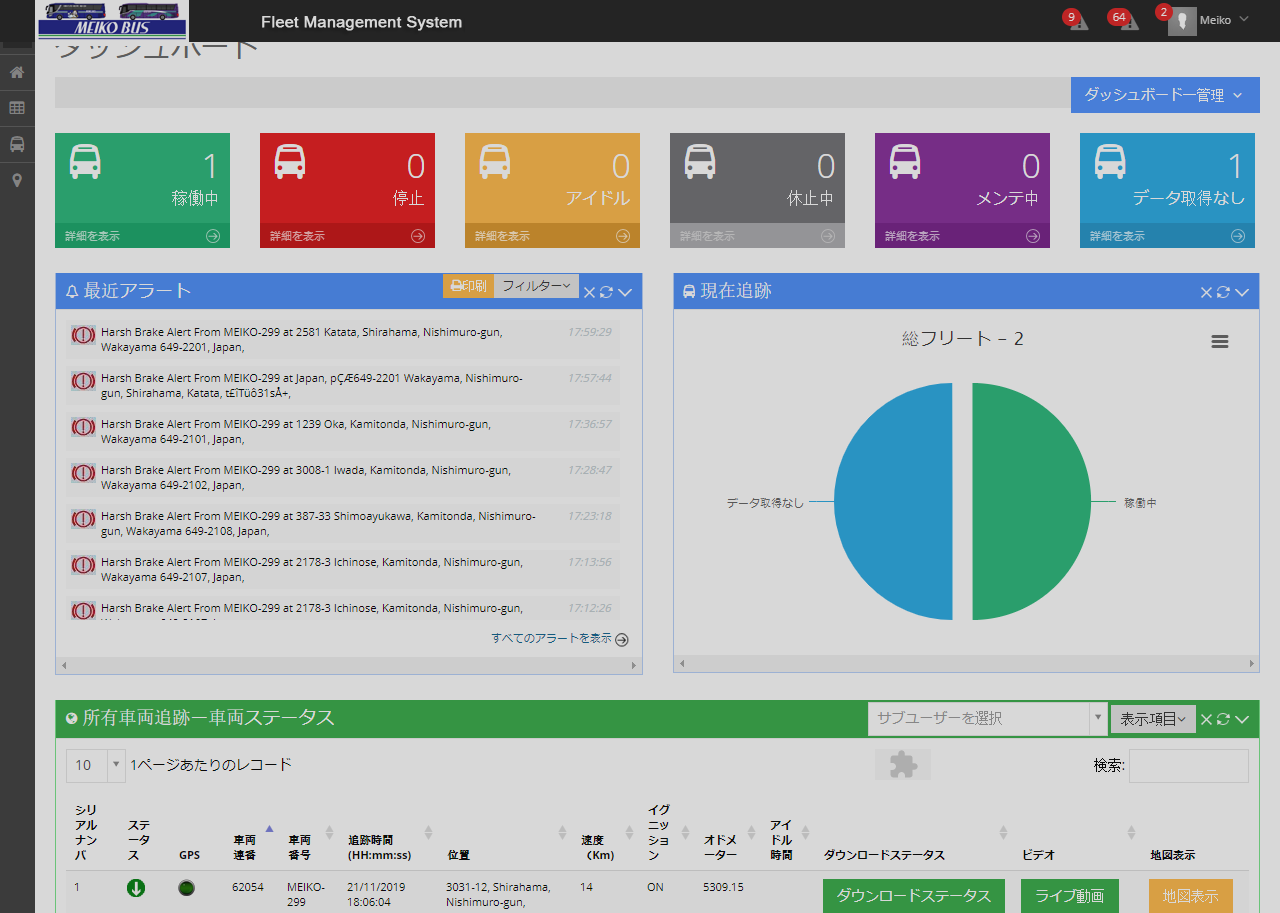 MEIKO BUS
Fleet Management System
9
64
2
Meiko
ダッシュボード
ダッシュボードー管理
1
稼働中
詳細を表示
0
停止
詳細を表示
0
アイドル
詳細を表示
0
休止中
詳細を表示
0
メンテ中
詳細を表示
1
データ取得なし
詳細を表示
最近アラート
印刷
フィルター
Harsh Brake Alert From MEIKO-299 at 2581 Katata, Shirahama, Nishimuro-gun,
Wakayama 649-2201, Japan,
17:59:29
Harsh Brake Alert From MEIKO-299 at Japan, pÇÆ649-2201 Wakayama, Nishimuro-
gun, Shirahama, Katata,
17:57:44
Harsh Brake Alert From MEIKO-299 at 1239 Oka, Kamitonda, Nishimuro-gun,
Wakayama 649-2101, Japan,
17:36:57
Harsh Brake Alert From MEIKO-299 at 3008-1 Iwada, Kamitonda, Nishimuro-gun,
Wakayama 649-2102, Japan,
17:28:47
Harsh Brake Alert From MEIKO-299 at 387-33 Shimoayukawa, Kamitonda, Nishimuro-
gun, Wakayama 649-2108, Japan,
17:23:18
Harsh Brake Alert From MEIKO-299 at 2178-3 Ichinose, Kamitonda, Nishimuro-gun,
Wakayama 649-2107, Japan,
17:13:56
Harsh Brake Alert From MEIKO-299 at 2178-3 Ichinose, Kamitonda, Nishimuro-gun,
17:12:26
すべてのアラートを表示
現在追跡
総フリート – 2
データ取得なし
稼働中
所有車両追跡ー車両ステータス
サブユーザーを選択
表示項目
10
1ページあたりのレコード
検索:
シリ
アル
ナン
バ
ステ
ータ
ス
GPS
車両
連番
車両
番号
追跡時間
(HH:mm:ss)
位置
速度
(Km)
イグ
ニッ
ショ
ン
オドメ
ーター
アイ
ドル
時間
ダウンロードステータス
ビデオ
地図表示
1
62054
MEIKO-
299
21/11/2019
18:06:04
3031-12, Shirahama,
Nishimuro-gun,
14
ON
5309.15
ダウンロードステータス
ライブ動画
地図表示